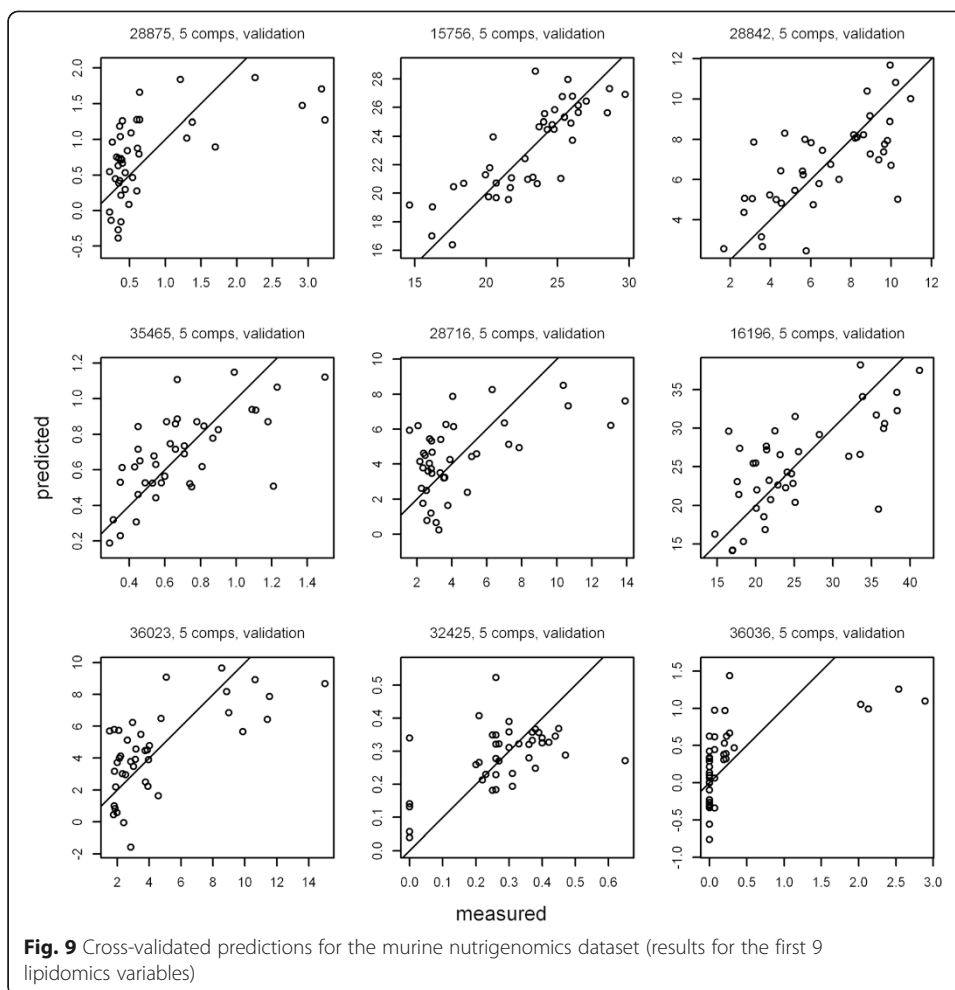 28875, 5 comps, validation
15756, 5 comps, validation
28842, 5 comps, validation
2.0
1.5
1.0
0.5
0.0
-0.5
0.5 1.0 1.5 2.0 2.5 3.0
28
26
24
22
20
18
16
15 20 25 30
12
10
8
6
4
2 4 6 8 10 12
35465, 5 comps, validation
28716, 5 comps, validation
16196, 5 comps, validation
predicted
1.2
1.0
0.8
0.6
0.4
0.2
0.4 0.6 0.8 1.0 1.2 1.4
10
8
6
4
2
0
2 4 6 8 10 12 14
35
30
25
20
15
15 20 25 30 35 40
36023, 5 comps, validation
32425, 5 comps, validation
36036, 5 comps, validation
10
8
6
4
2
0
-2
2 4 6 8 10 14
0.5
0.4
0.3
0.2
0.1
0.0
0.0 0.1 0.2 0.3 0.4 0.5 0.6
1.5
1.0
0.5
0.0
-0.5
-1.0
0.0 0.5 1.0 1.5 2.0 2.5 3.0
measured
Fig. 9 Cross-validated predictions for the murine nutrigenomics dataset (results for the first 9
lipidomics variables)